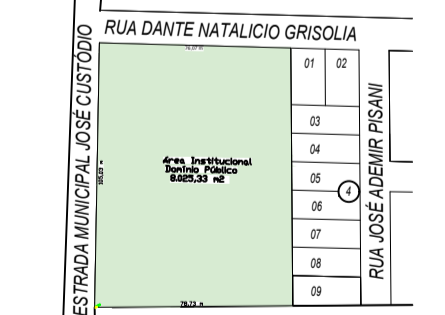 RUA DANTE NATALICIO GRISOLIA
ESTRADA MUNICIPAL JOSÉ CUSTÓDIO
01
02
03
04
05
4
06
07
08
09
Área Institucional
Domínio Público
8.025,33 m2
RUA JOSÉ ADEMIR PISANI
78,73 m